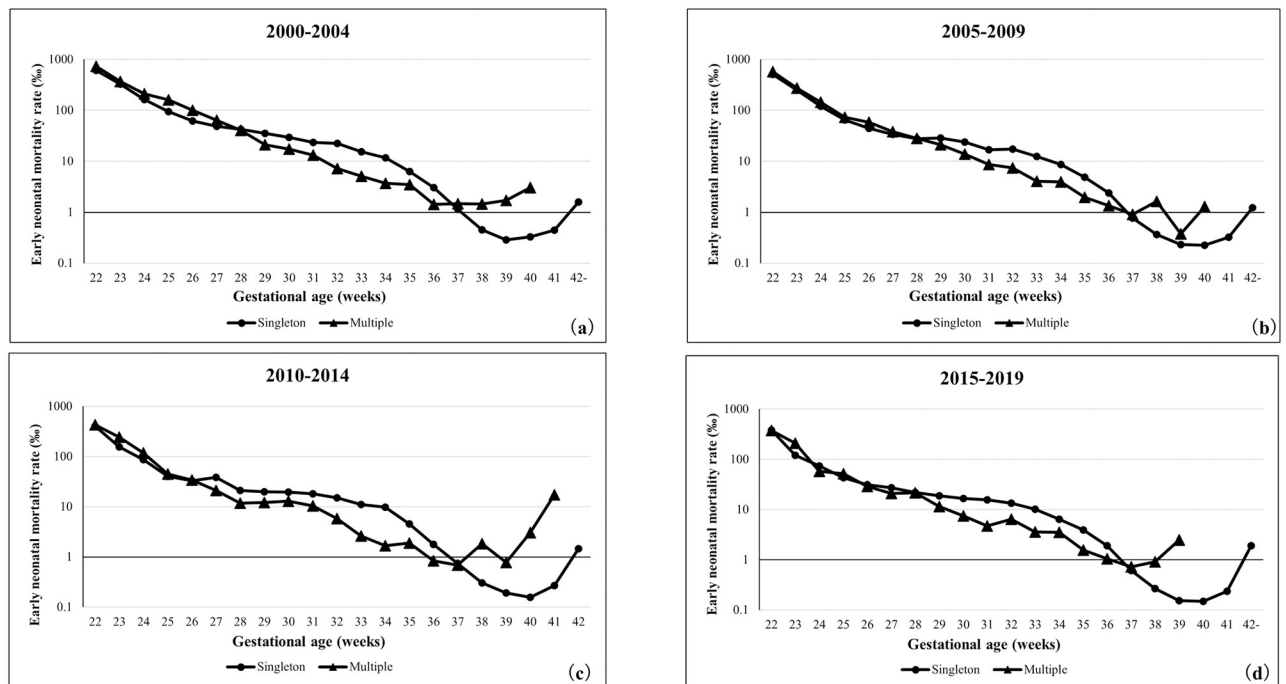 2000-2004
Early neonatal mortality rate (‰)
1000
100
10
1
0.1
22 23 24 25 26 27 28 29 30 31 32 33 34 35 36 37 38 39 40 41 42-
Gestational age (weeks)
Singleton Multiple
(a)
2005-2009
Early neonatal mortality rate (‰)
1000
100
10
1
0.1
22 23 24 25 26 27 28 29 30 31 32 33 34 35 36 37 38 39 40 41 42-
Gestational age (weeks)
Singleton Multiple
(b)
2010-2014
Early neonatal mortality rate (‰)
1000
100
10
1
0.1
22 23 24 25 26 27 28 29 30 31 32 33 34 35 36 37 38 39 40 41 42-
Gestational age (weeks)
Singleton Multiple
(c)
2015-2019
Early neonatal mortality rate (‰)
1000
100
10
1
0.1
22 23 24 25 26 27 28 29 30 31 32 33 34 35 36 37 38 39 40 41 42-
Gestational age (weeks)
Singleton Multiple
(d)